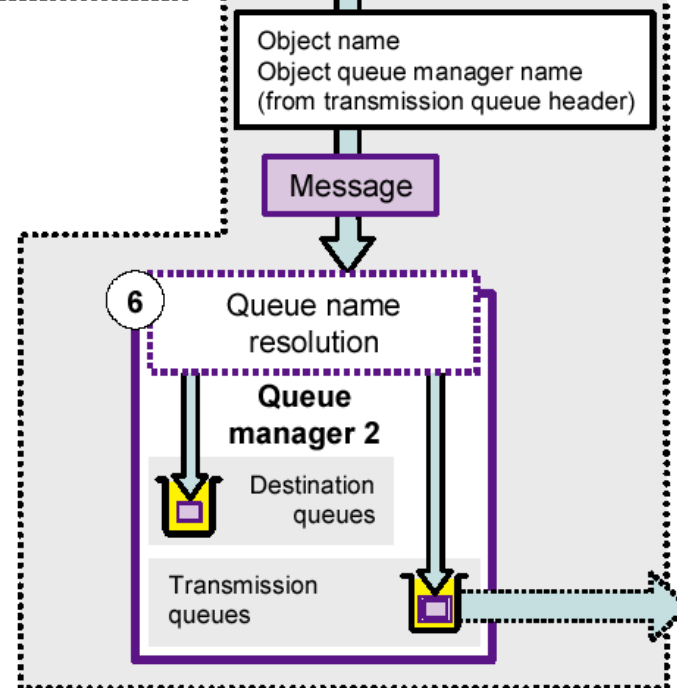 Object name
Object queue manager name
(from transmission queue header)
Message
6
Queue name
resolution
Queue
manager 2
Destination
queues
Transmission
queues